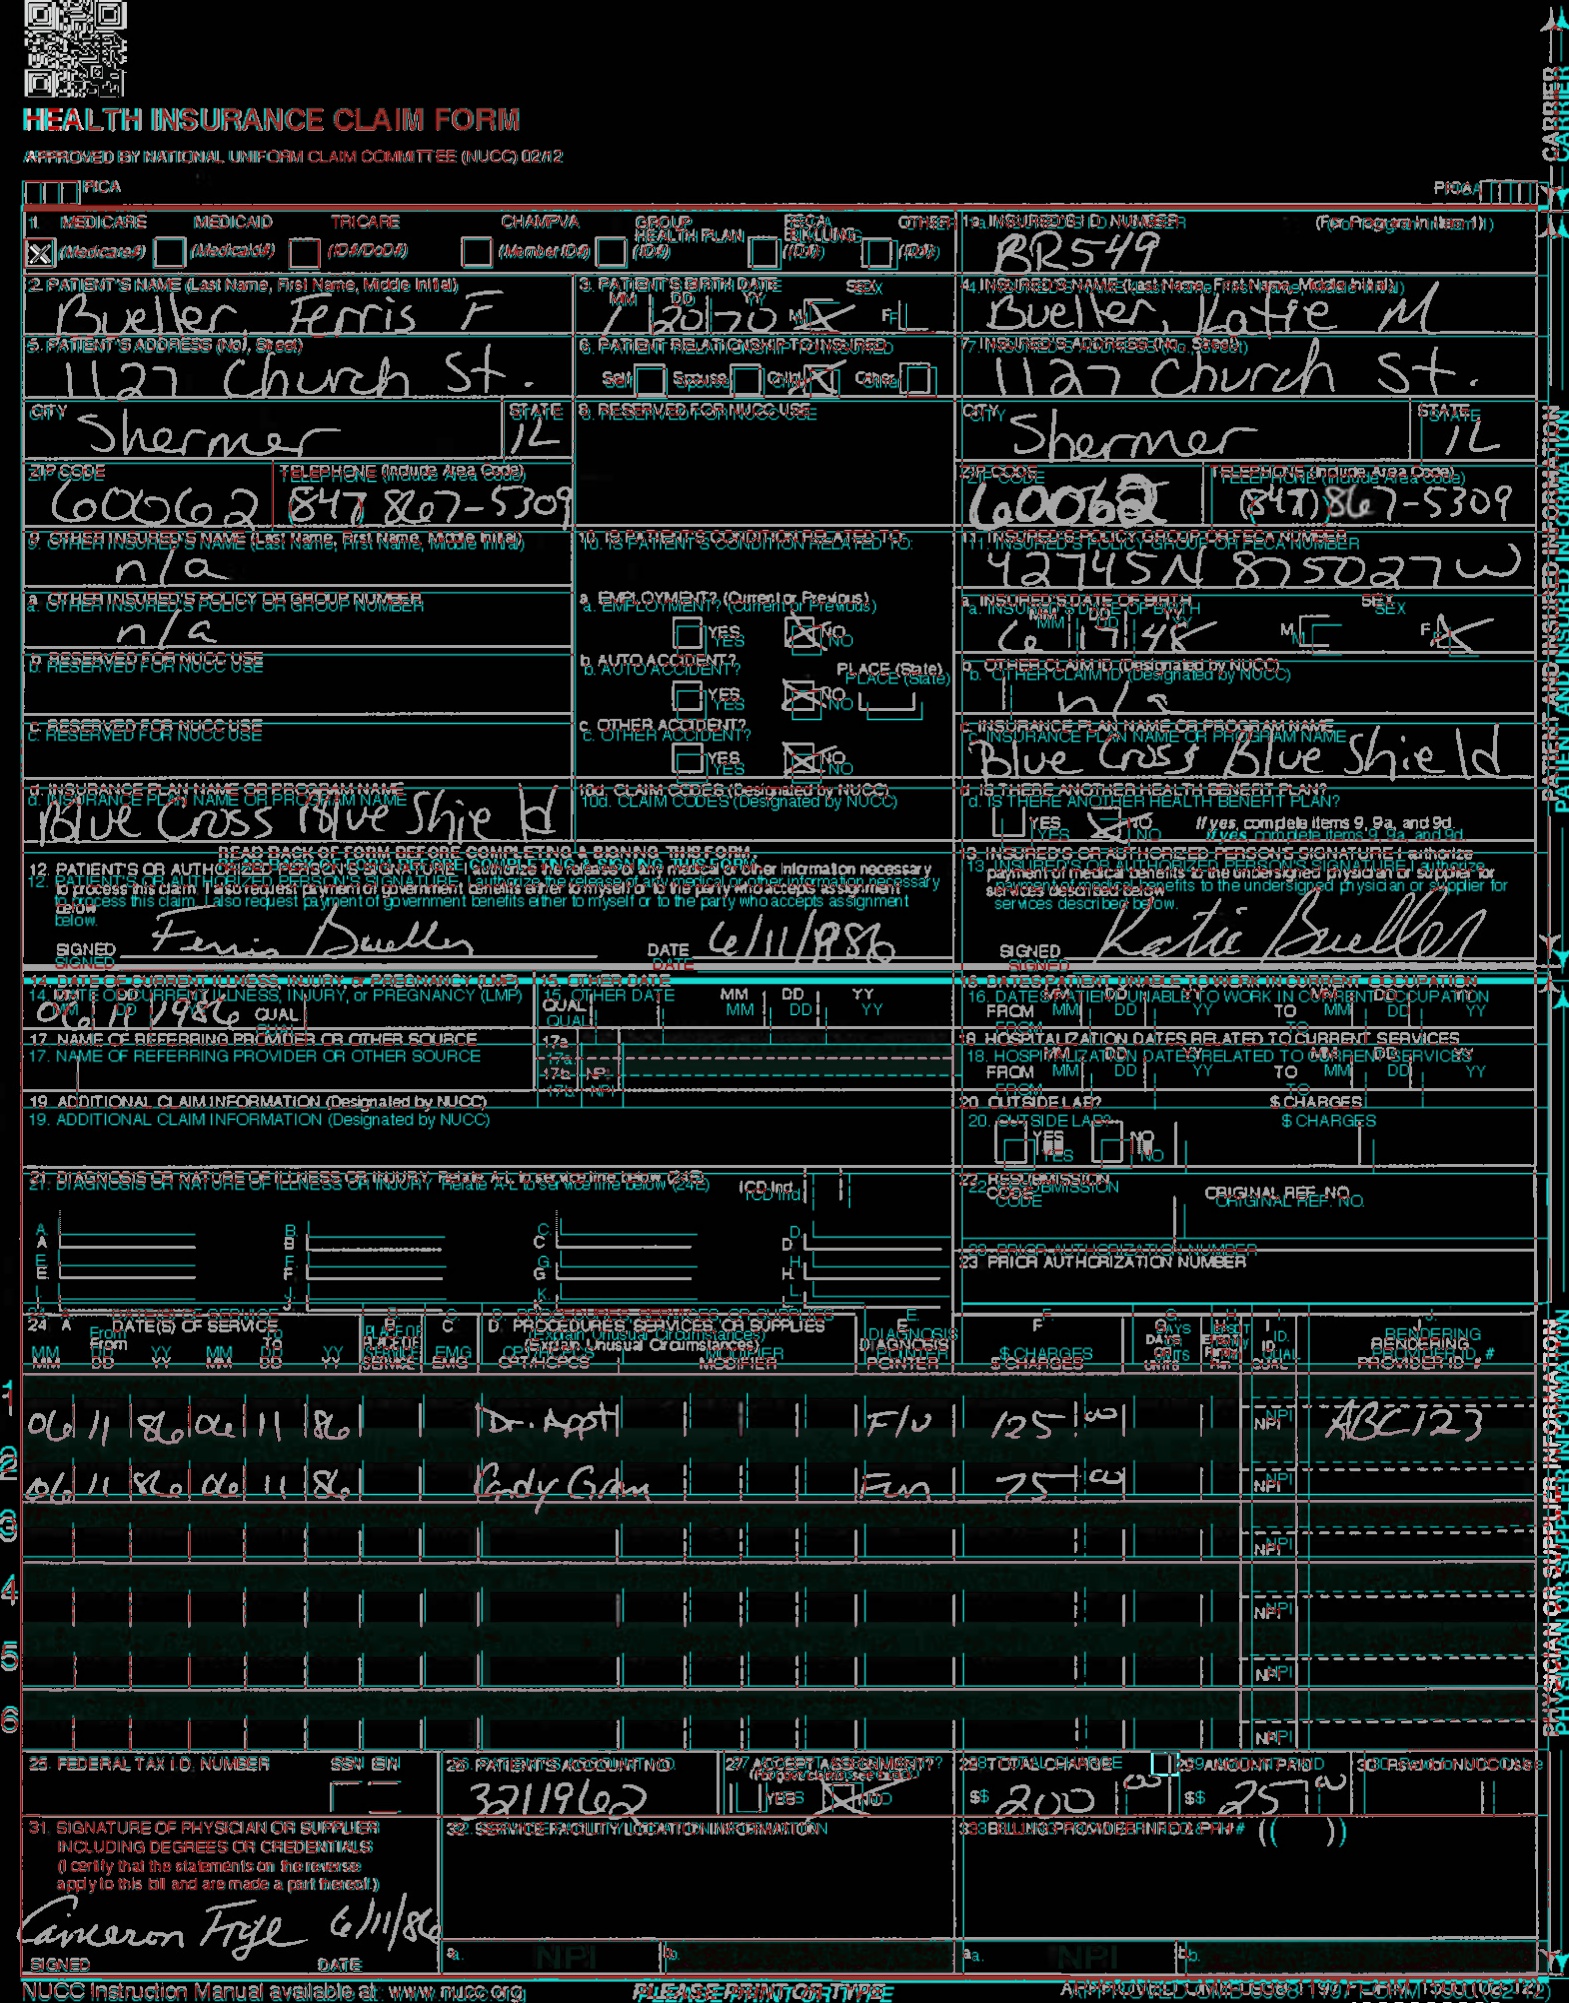 HEALTH INSURANCE CLAIM FORM
APPROVED BY NATIONAL UNIFORM CLAIM COMMITTEE (NUCC) 02/12
PICA PICA
1. MEDICARE MEDICAID TRICARE CHAMPVA GROUP HEALTH PLAN FECA BLK LUNG OTHER 1a. INSURED'S I.D. NUMBER (For Program in Item 1)
(Medicare#) (Medicaid#) (ID#/DoD#) (Member ID#) (ID#) (ID#) (ID#) BR549
2. PATIENT'S NAME (Last Name, First Name, Middle Initial) 3. PATIENT'S BIRTH DATE SEX 4. INSURED'S NAME (Last Name, First Name, Middle Initial)
MM DD YY
Bueller, Ferris F 1 20 70 M F Bueller, Katie M
5. PATIENT'S ADDRESS (No., Street) 6. PATIENT RELATIONSHIP TO INSURED 7. INSURED'S ADDRESS (No., Street)
1127 Church St. Self Spouse Child Other 1127 Church St.
CITY STATE 8. RESERVED FOR NUCC USE CITY STATE
Shermer IL Shermer IL
ZIP CODE TELEPHONE (Include Area Code) ZIP CODE TELEPHONE (Include Area Code)
60062 (847) 867-5309 60062 (847) 867-5309
9. OTHER INSURED'S NAME (Last Name, First Name, Middle Initial) 10. IS PATIENT'S CONDITION RELATED TO: 11. INSURED'S POLICY GROUP OR FECA NUMBER
n/a 42745N 875027W
a. OTHER INSURED'S POLICY OR GROUP NUMBER a. EMPLOYMENT? (Current or Previous) a. INSURED'S DATE OF BIRTH SEX
MM DD YY
n/a YES NO 6 17 48 M F
b. RESERVED FOR NUCC USE b. AUTO ACCIDENT? PLACE (State) b. OTHER CLAIM ID (Designated by NUCC)
YES NO n/a
c. RESERVED FOR NUCC USE c. OTHER ACCIDENT? c. INSURANCE PLAN NAME OR PROGRAM NAME
YES NO Blue Cross Blue Shield
d. INSURANCE PLAN NAME OR PROGRAM NAME 10d. CLAIM CODES (Designated by NUCC) d. IS THERE ANOTHER HEALTH BENEFIT PLAN?
Blue Cross Blue Shield YES NO If yes, complete items 9, 9a, and 9d.
READ BACK OF FORM BEFORE COMPLETING & SIGNING THIS FORM.
12. PATIENT'S OR AUTHORIZED PERSON'S SIGNATURE I authorize the release of any medical or other information necessary
to process this claim. I also request payment of government benefits either to myself or to the party who accepts assignment
below.
13. INSURED'S OR AUTHORIZED PERSON'S SIGNATURE I authorize
payment of medical benefits to the undersigned physician or supplier for
services described below.
SIGNED Ferris Bueller DATE 6/11/1986 SIGNED Katie Bueller
14. DATE OF CURRENT ILLNESS, INJURY, or PREGNANCY (LMP) 15. OTHER DATE 16. DATES PATIENT UNABLE TO WORK IN CURRENT OCCUPATION
MM DD YY MM DD YY MM DD YY MM DD YY
06 11 1986 QUAL. QUAL. FROM TO
17. NAME OF REFERRING PROVIDER OR OTHER SOURCE 17a. 18. HOSPITALIZATION DATES RELATED TO CURRENT SERVICES
MM DD YY MM DD YY
17b. NPI FROM TO
19. ADDITIONAL CLAIM INFORMATION (Designated by NUCC) 20. OUTSIDE LAB? $ CHARGES
YES NO
21. DIAGNOSIS OR NATURE OF ILLNESS OR INJURY Relate A-L to service line below (24E) ICD Ind. 22. RESUBMISSION CODE ORIGINAL REF. NO.
A. B. C. D.
E. F. G. H. 23. PRIOR AUTHORIZATION NUMBER
I. J. K. L.
24. A. DATE(S) OF SERVICE B. C. D. PROCEDURES, SERVICES, OR SUPPLIES E. F. G. H. I. J.
From To PLACE OF (Explain Unusual Circumstances) DIAGNOSIS DAYS OR UNITS ID. RENDERING
MM DD YY MM DD YY SERVICE EMG CPT/HCPCS MODIFIER POINTER $ CHARGES QUAL. PROVIDER ID. #
1 06 11 86 06 11 86 Dr. Appt F/U 125 00 NPI ABC123
2 06 11 86 06 11 86 Candy Gram Fun 75 00 NPI
3 NPI
4 NPI
5 NPI
6 NPI
25. FEDERAL TAX I.D. NUMBER SSN EIN 26. PATIENT'S ACCOUNT NO. 27. ACCEPT ASSIGNMENT? 28. TOTAL CHARGE 29. AMOUNT PAID 30. Rsvd for NUCC Use
(For govt. claims, see back)
3211962 YES NO $ 200 00 $ 25 00
31. SIGNATURE OF PHYSICIAN OR SUPPLIER 32. SERVICE FACILITY LOCATION INFORMATION 33. BILLING PROVIDER INFO & PH # ( )
INCLUDING DEGREES OR CREDENTIALS
(I certify that the statements on the reverse
apply to this bill and are made a part thereof.)
Cameron Frye 6/11/86
SIGNED DATE a. NPI b. a. NPI b.
NUCC Instruction Manual available at: www.nucc.org PLEASE PRINT OR TYPE
CARRIER
PATIENT AND INSURED INFORMATION
PHYSICIAN OR SUPPLIER INFORMATION